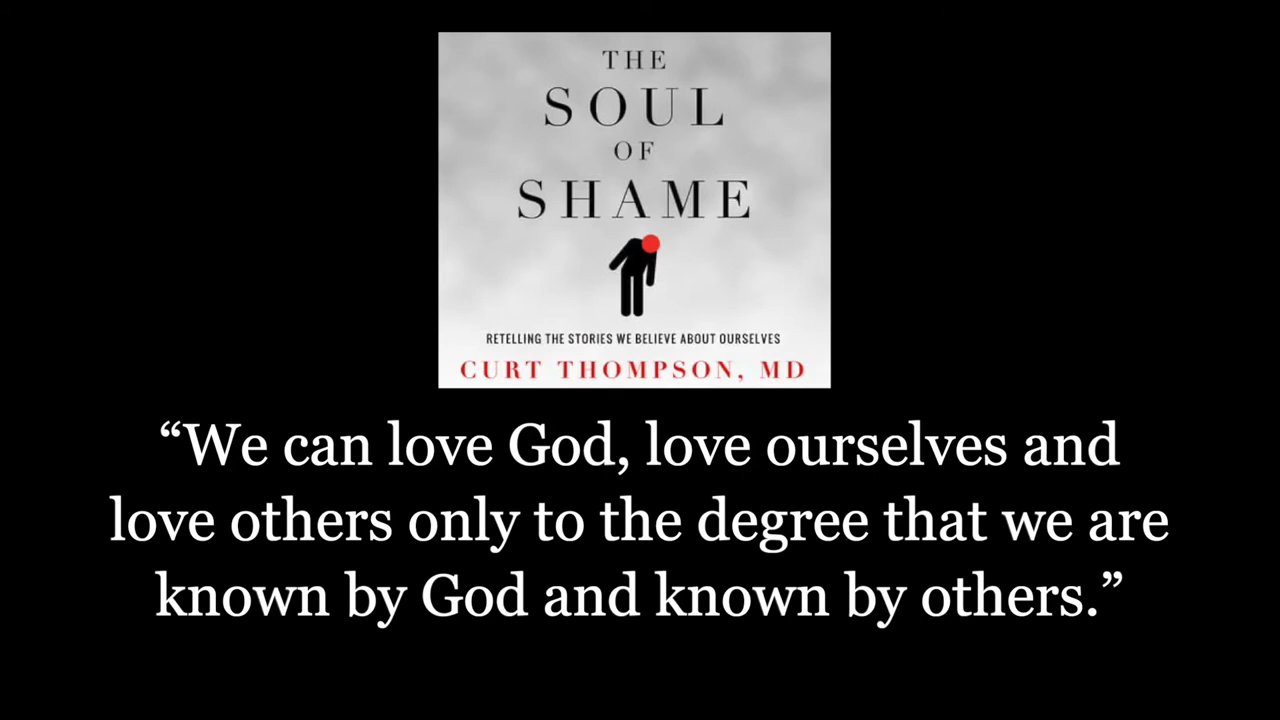 THE
SOUL
OF
SHAME
RETELLING THE STORIES WE BELIEVE ABOUT OURSELVES
CURT THOMPSON, MD
“We can love God, love ourselves and
love others only to the degree that we are
known by God and known by others.”